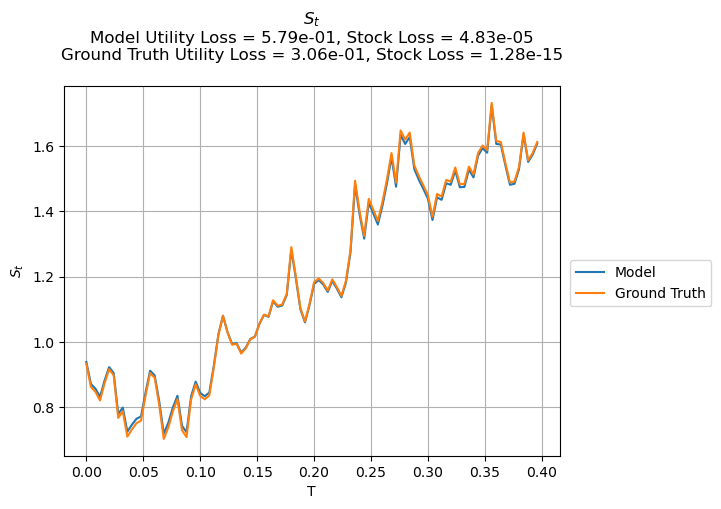 S_t
Model Utility Loss = 5.79e-01, Stock Loss = 4.83e-05
Ground Truth Utility Loss = 3.06e-01, Stock Loss = 1.28e-15
S_t
1.6
1.4
1.2
1.0
0.8
0.00 0.05 0.10 0.15 0.20 0.25 0.30 0.35 0.40
T
Model
Ground Truth